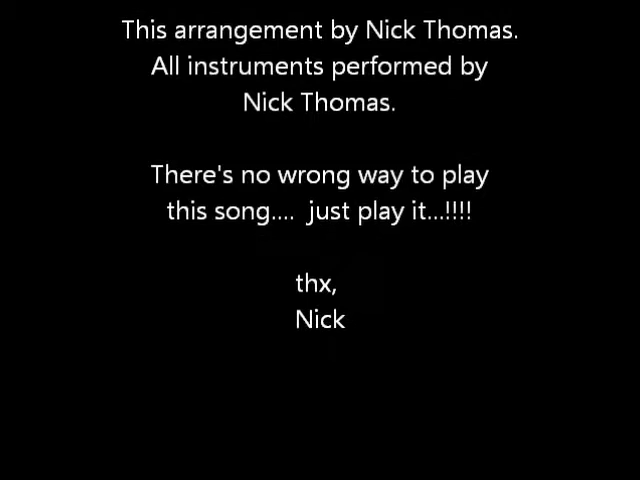 This arrangement by Nick Thomas.
All instruments performed by
Nick Thomas.
There's no wrong way to play
this song....  just play it...!!!!
thx,
Nick